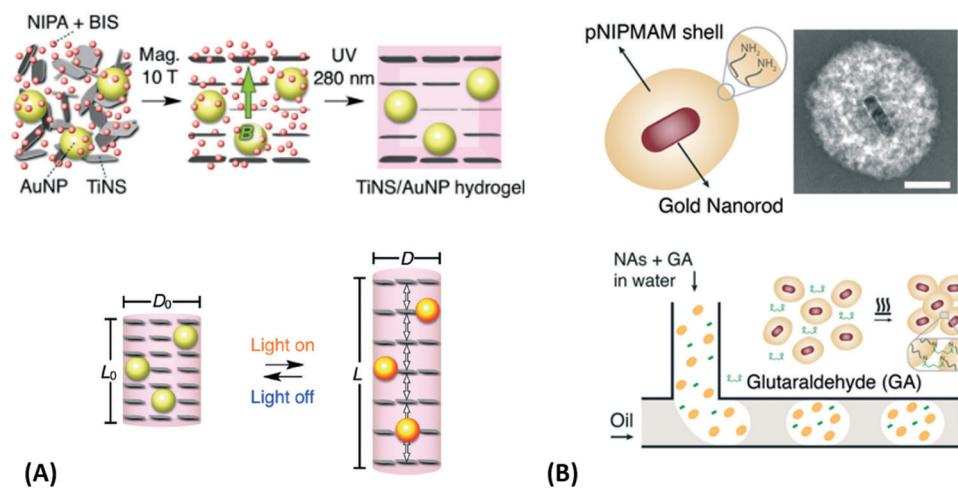 NIPA + BIS
Mag.
10 T
UV
280 nm
B
AuNP
TiNS
TiNS/AuNP hydrogel
D₀
L₀
Light on
Light off
D
L
(A)
pNIPMAM shell
NH₂
NH₂
Gold Nanorod
NAs + GA
in water
Glutaraldehyde (GA)
Oil
(B)